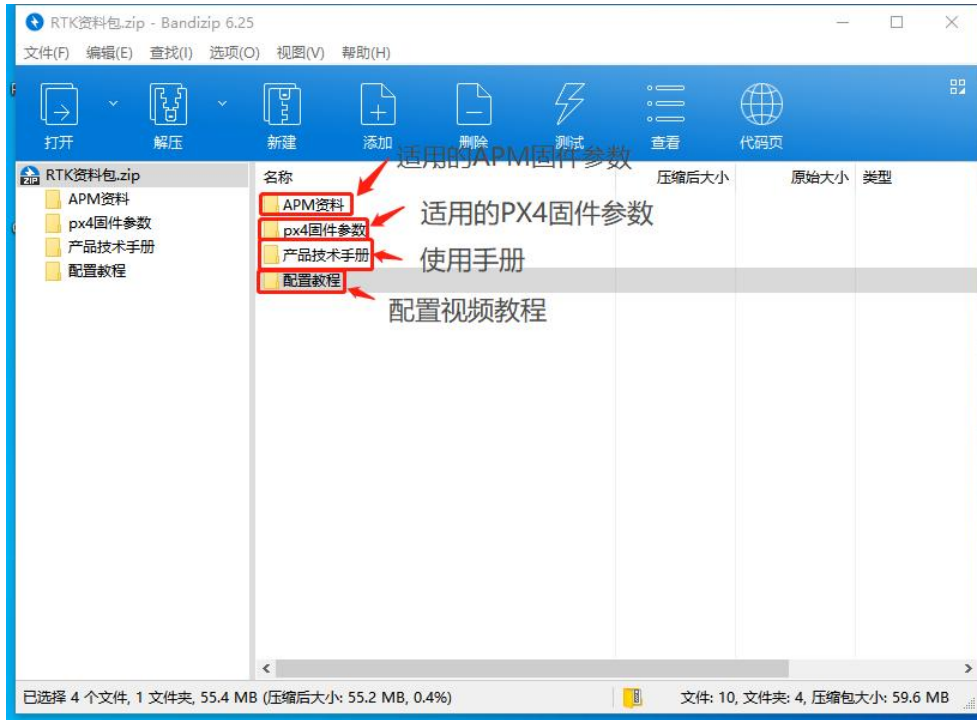 RTK资料包.zip - Bandizip 6.25
文件(F) 编辑(E) 查找(I) 选项(O) 视图(V) 帮助(H)
打开 解压 新建 添加 删除 测试 查看 代码页
适用的APM固件参数
RTK资料包.zip
名称 压缩后大小 原始大小 类型
APM资料
APM资料
px4固件参数
px4固件参数
适用的PX4固件参数
产品技术手册
产品技术手册
使用手册
配置教程
配置教程
配置视频教程
已选择 4 个文件, 1 文件夹, 55.4 MB (压缩后大小: 55.2 MB, 0.4%) 文件: 10, 文件夹: 4, 压缩包大小: 59.6 MB